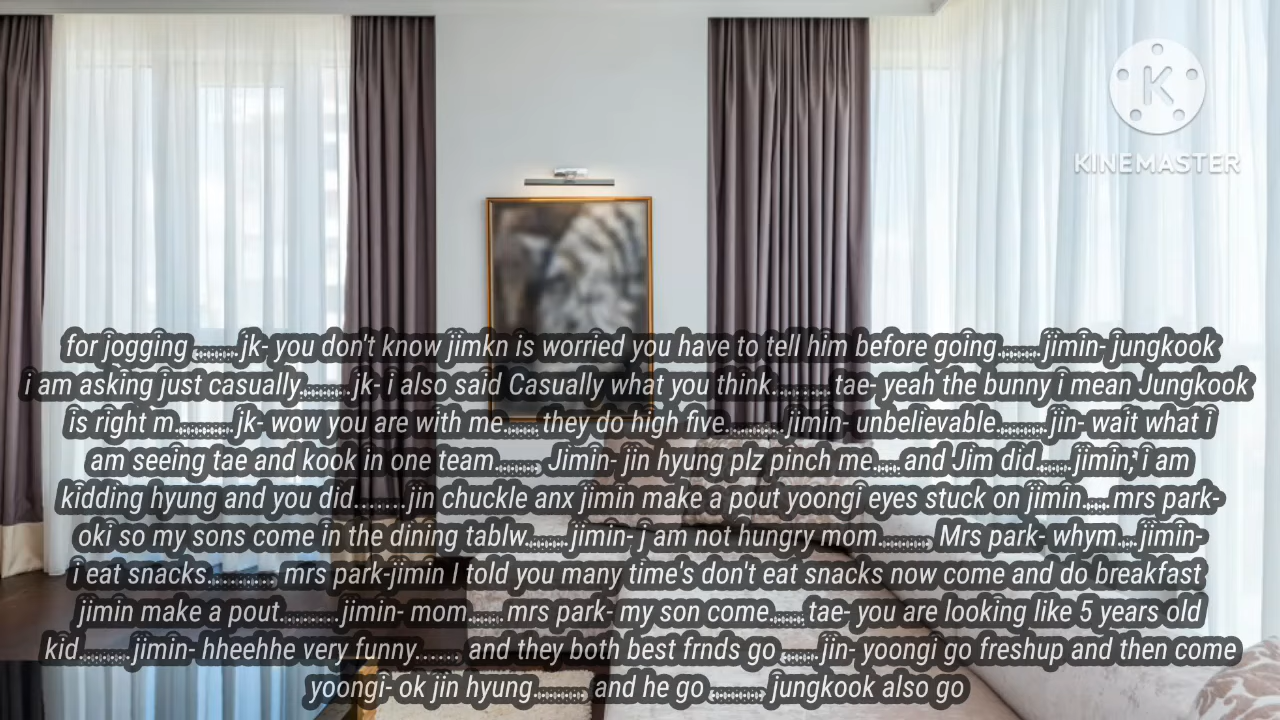 KINEMASTER
for jogging........jk- you don't know jimkn is worried you have to tell him before going........jimin- jungkook
i am asking just casually.........jk- i also said Casually what you think..........tae- yeah the bunny i mean Jungkook
is right m..........jk- wow you are with me...... they do high five..........jimin- unbelievable.........jin- wait what i
am seeing tae and kook in one team........ Jimin- jin hyung plz pinch me.....and Jim did......jimin; i am
kidding hyung and you did........jin chuckle anx jimin make a pout yoongi eyes stuck on jimin.....mrs park-
oki so my sons come in the dining tablw.......jimin- j am not hungry mom......... Mrs park- whym....jimin-
i eat snacks............ mrs park-jimin I told you many time's don't eat snacks now come and do breakfast
jimin make a pout..........jimin- mom......mrs park- my son come......tae- you are looking like 5 years old
kid.........jimin- hheehhe very funny....... and they both best frnds go ......jin- yoongi go freshup and then come
yoongi- ok jin hyung......... and he go ......... jungkook also go